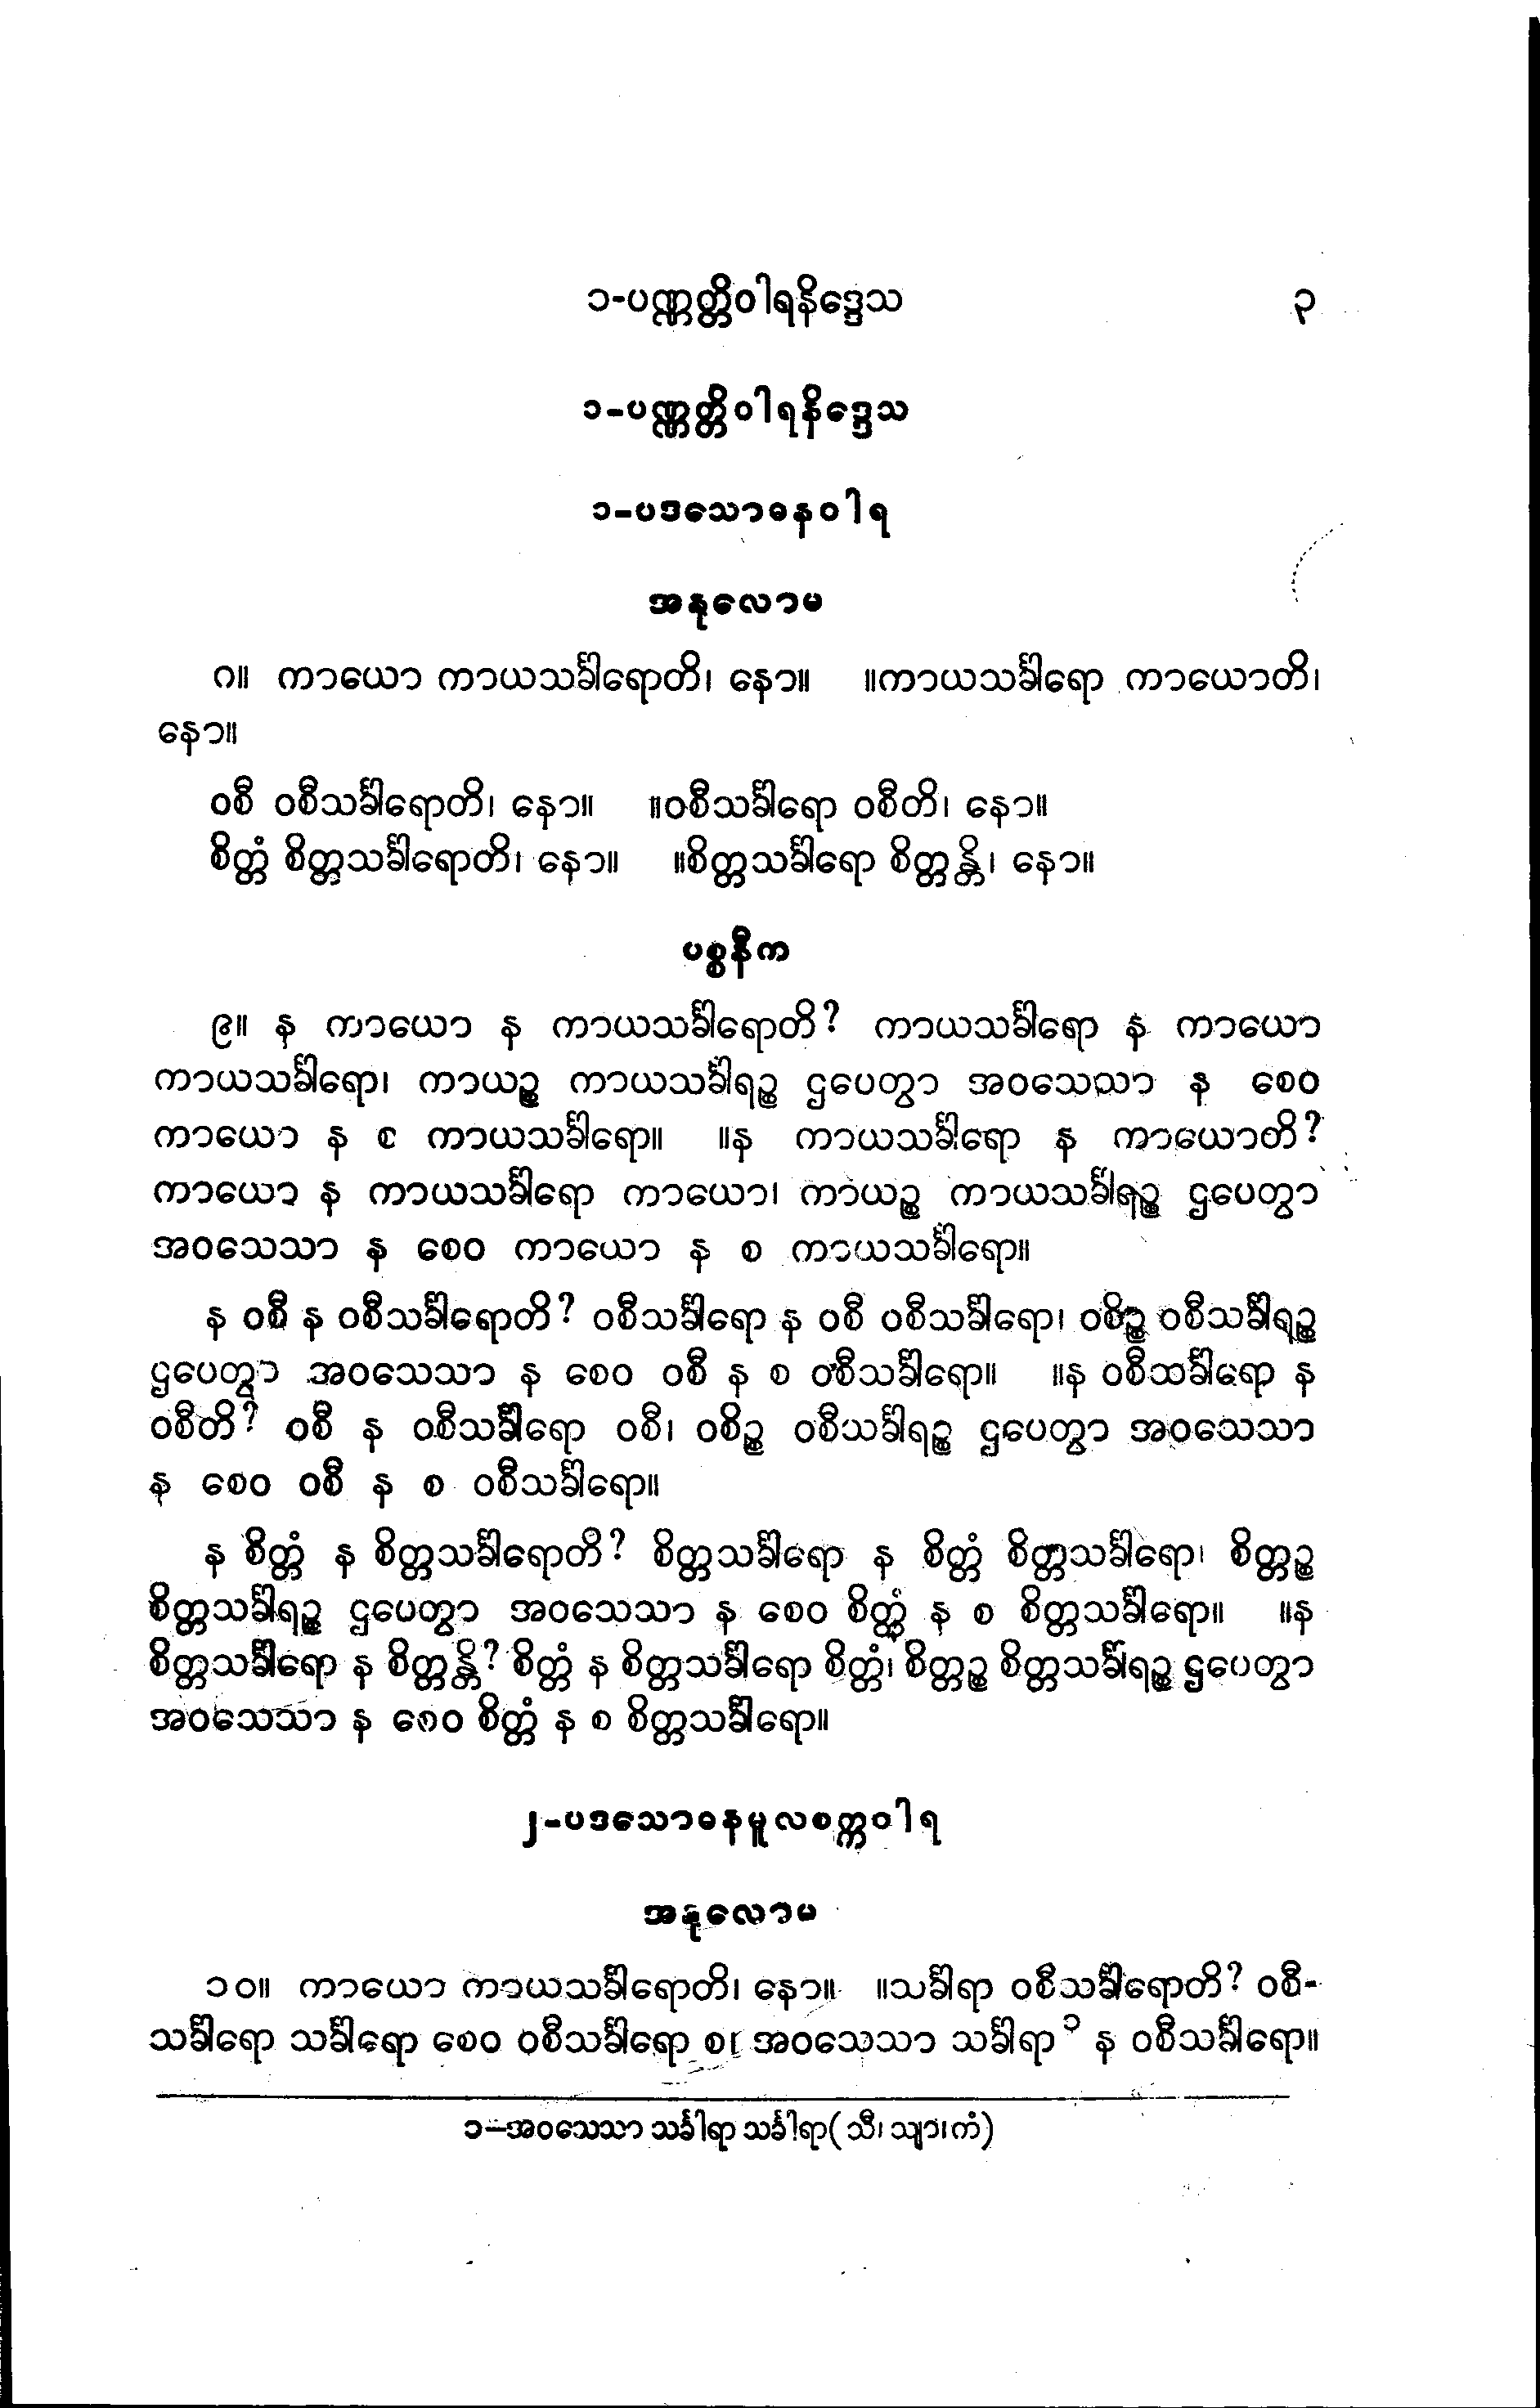 ၁-ပဏ္ဏတ္တိဝါရနိဒ္ဒေသ ၃
၁-ပဏ္ဏတ္တိဝါရနိဒ္ဒေသ
၁-ပဒသောဓနဝါရ
အနုလောမ
၈။ ကာယော ကာယသင်္ခါရောတိ၊ နော။ ။ကာယသင်္ခါရော ကာယောတိ၊
နော။
ဝစီ ဝစီသင်္ခါရောတိ၊ နော။ ။ဝစီသင်္ခါရော ဝစီတိ၊ နော။
စိတ္တံ စိတ္တသင်္ခါရောတိ၊ နော။ ။စိတ္တသင်္ခါရော စိတ္တန္တိ၊ နော။
ပစ္စနီက
၉။ န ကာယော န ကာယသင်္ခါရောတိ? ကာယသင်္ခါရော န ကာယော
ကာယသင်္ခါရော၊ ကာယဉ္စ ကာယသင်္ခါရဉ္စ ဌပေတွာ အဝသေသာ န စေဝ
ကာယော န စ ကာယသင်္ခါရော။ ။န ကာယသင်္ခါရော န ကာယောတိ?
ကာယော န ကာယသင်္ခါရော ကာယော၊ ကာယဉ္စ ကာယသင်္ခါရဉ္စ ဌပေတွာ
အဝသေသာ န စေဝ ကာယော န စ ကာယသင်္ခါရော။
န ဝစီ န ဝစီသင်္ခါရောတိ? ဝစီသင်္ခါရော န ဝစီ ဝစီသင်္ခါရော၊ ဝစိဉ္စ ဝစီသင်္ခါရဉ္စ
ဌပေတွာ အဝသေသာ န စေဝ ဝစီ န စ ဝစီသင်္ခါရော။ ။န ဝစီသင်္ခါရော န
ဝစီတိ? ဝစီ န ဝစီသင်္ခါရော ဝစီ၊ ဝစိဉ္စ ဝစီသင်္ခါရဉ္စ ဌပေတွာ အဝသေသာ
န စေဝ ဝစီ န စ ဝစီသင်္ခါရော။
န စိတ္တံ န စိတ္တသင်္ခါရောတိ? စိတ္တသင်္ခါရော န စိတ္တံ စိတ္တသင်္ခါရော၊ စိတ္တဉ္စ
စိတ္တသင်္ခါရဉ္စ ဌပေတွာ အဝသေသာ န စေဝ စိတ္တံ န စ စိတ္တသင်္ခါရော။ ။န
စိတ္တသင်္ခါရော န စိတ္တန္တိ? စိတ္တံ န စိတ္တသင်္ခါရော စိတ္တံ၊ စိတ္တဉ္စ စိတ္တသင်္ခါရဉ္စ ဌပေတွာ
အဝသေသာ န စေဝ စိတ္တံ န စ စိတ္တသင်္ခါရော။
၂-ပဒသောဓနမူလစက္ကဝါရ
အနုလောမ
၁၀။ ကာယော ကာယသင်္ခါရောတိ၊ နော။ ။သင်္ခါရာ ဝစီသင်္ခါရောတိ? ဝစီ-
သင်္ခါရော သင်္ခါရော စေဝ ဝစီသင်္ခါရော စ၊ အဝသေသာ သင်္ခါရာ ၁ န ဝစီသင်္ခါရော။
၁–အဝသေသာ သင်္ခါရာ သင်္ခါရာ(သီ၊ သျာ၊ ကံ)